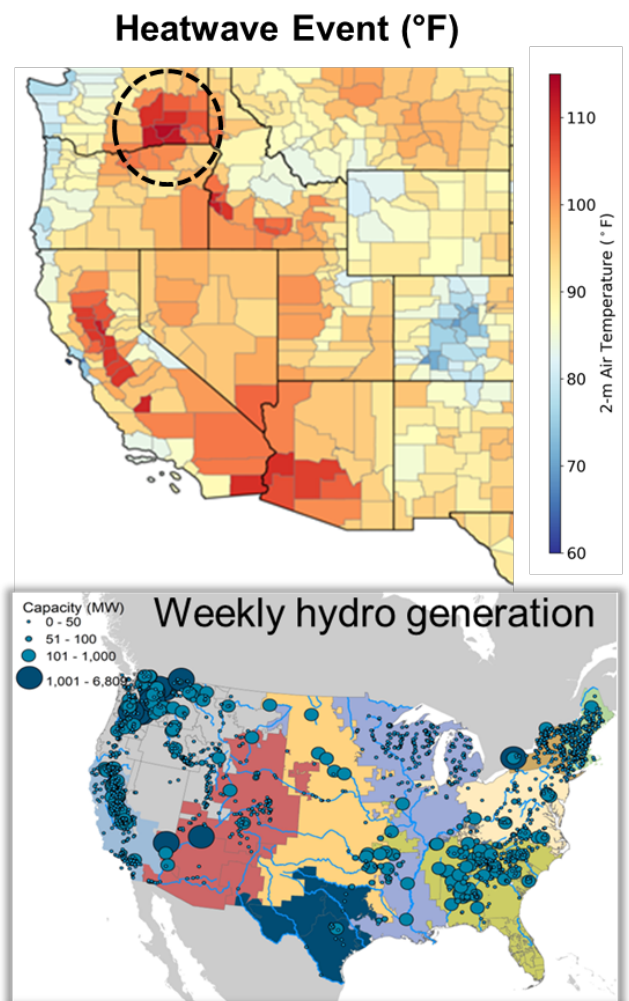 Heatwave Event (°F)
110
100
90
80
70
60
2-m Air Temperature (°F)
Weekly hydro generation
Capacity (MW)
0 - 50
51 - 100
101 - 1,000
1,001 - 6,809